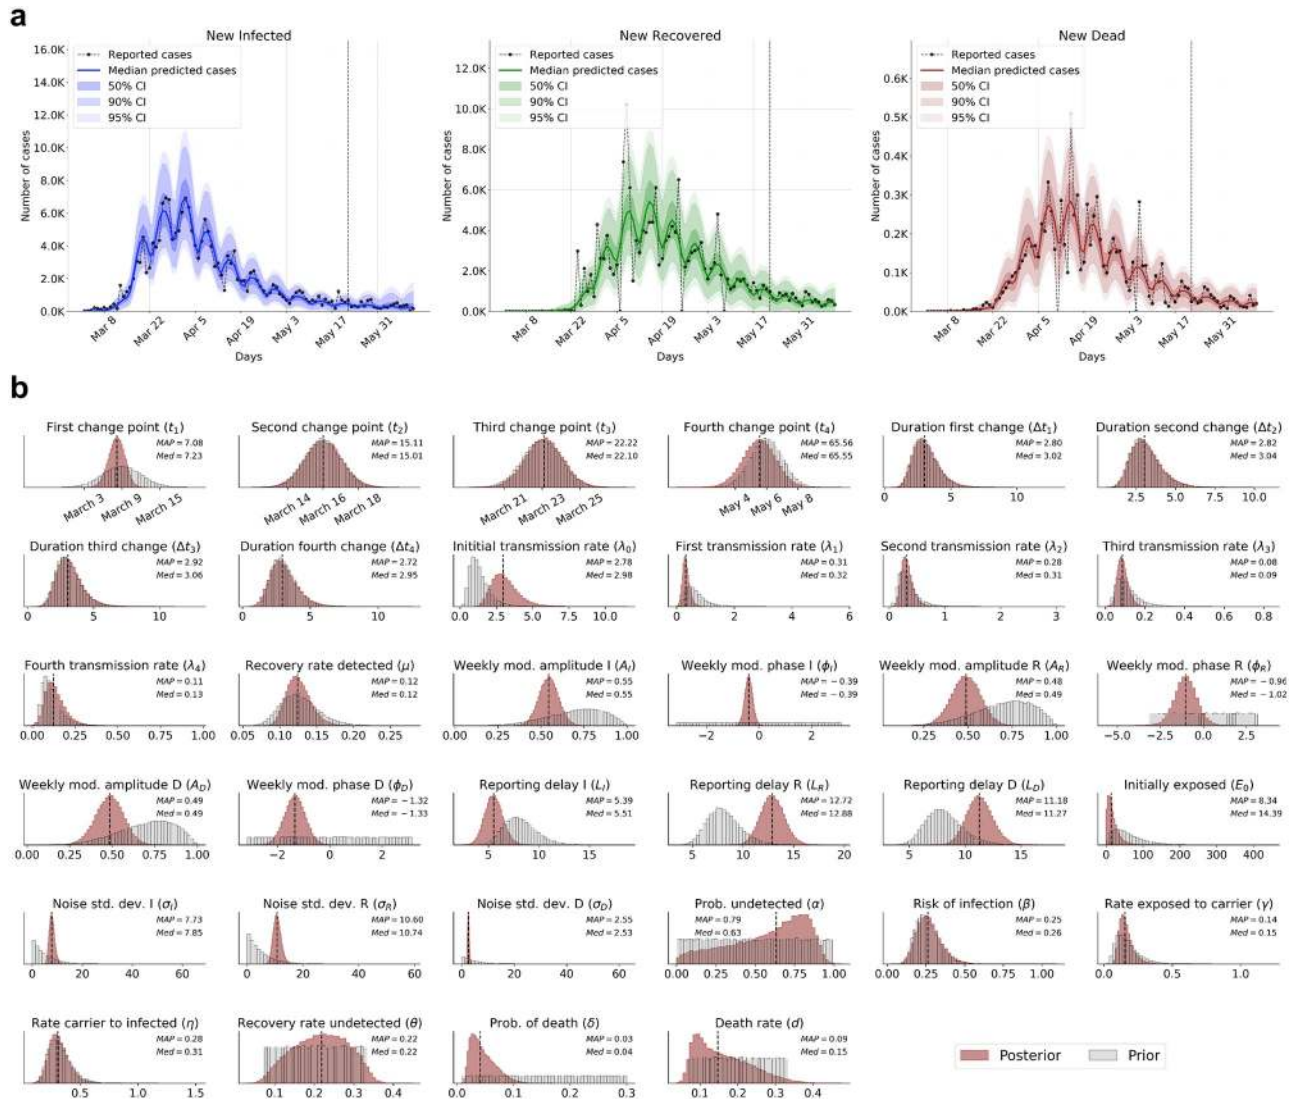 a
New Infected
New Recovered
New Dead
Reported cases
Median predicted cases
50% CI
90% CI
95% CI
Reported cases
Median predicted cases
50% CI
90% CI
95% CI
Reported cases
Median predicted cases
50% CI
90% CI
95% CI
Number of cases
16.0K
14.0K
12.0K
10.0K
8.0K
6.0K
4.0K
2.0K
0.0K
Mar 8
Mar 22
Apr 5
Apr 19
May 3
May 17
May 31
Days
Number of cases
12.0K
10.0K
8.0K
6.0K
4.0K
2.0K
0.0K
Mar 8
Mar 22
Apr 5
Apr 19
May 3
May 17
May 31
Days
Number of cases
0.6K
0.5K
0.4K
0.3K
0.2K
0.1K
0.0K
Mar 8
Mar 22
Apr 5
Apr 19
May 3
May 17
May 31
Days
b
First change point (t₁)
MAP = 7.08
Med = 7.23
March 3 March 9 March 15
Second change point (t₂)
MAP = 15.11
Med = 15.01
March 14 March 16 March 18
Third change point (t₃)
MAP = 22.22
Med = 22.10
March 21 March 23 March 25
Fourth change point (t₄)
MAP = 65.56
Med = 65.55
May 4 May 6 May 8
Duration first change (Δt₁)
MAP = 2.80
Med = 3.02
0 5 10
Duration second change (Δt₂)
MAP = 2.82
Med = 3.04
2.5 5.0 7.5 10.0
Duration third change (Δt₃)
MAP = 2.92
Med = 3.06
0 5 10
Duration fourth change (Δt₄)
MAP = 2.72
Med = 2.95
0 5 10
Inititial transmission rate (λ₀)
MAP = 2.78
Med = 2.98
0.0 2.5 5.0 7.5 10.0
First transmission rate (λ₁)
MAP = 0.31
Med = 0.32
0 2 4 6
Second transmission rate (λ₂)
MAP = 0.28
Med = 0.31
0 1 2 3
Third transmission rate (λ₃)
MAP = 0.08
Med = 0.09
0.0 0.2 0.4 0.6 0.8
Fourth transmission rate (λ₄)
MAP = 0.11
Med = 0.13
0.00 0.25 0.50 0.75 1.00
Recovery rate detected (μ)
MAP = 0.12
Med = 0.12
0.05 0.10 0.15 0.20 0.25
Weekly mod. amplitude I (A_I)
MAP = 0.55
Med = 0.55
0.00 0.25 0.50 0.75 1.00
Weekly mod. phase I (ϕ_I)
MAP = −0.39
Med = −0.39
−2 0 2
Weekly mod. amplitude R (A_R)
MAP = 0.48
Med = 0.49
0.25 0.50 0.75 1.00
Weekly mod. phase R (ϕ_R)
MAP = −0.96
Med = −1.02
−5.0 −2.5 0.0 2.5
Weekly mod. amplitude D (A_D)
MAP = 0.49
Med = 0.49
0.00 0.25 0.50 0.75 1.00
Weekly mod. phase D (ϕ_D)
MAP = −1.32
Med = −1.33
−2 0 2
Reporting delay I (L_I)
MAP = 5.39
Med = 5.51
5 10 15
Reporting delay R (L_R)
MAP = 12.72
Med = 12.88
5 10 15 20
Reporting delay D (L_D)
MAP = 11.18
Med = 11.27
5 10 15
Initially exposed (E₀)
MAP = 8.34
Med = 14.39
0 100 200 300 400
Noise std. dev. I (σ_I)
MAP = 7.73
Med = 7.85
0 20 40 60
Noise std. dev. R (σ_R)
MAP = 10.60
Med = 10.74
0 20 40 60
Noise std. dev. D (σ_D)
MAP = 2.55
Med = 2.53
0 20 40 60
Prob. undetected (α)
MAP = 0.79
Med = 0.63
0.00 0.25 0.50 0.75 1.00
Risk of infection (β)
MAP = 0.25
Med = 0.26
0.25 0.50 0.75 1.00
Rate exposed to carrier (γ)
MAP = 0.14
Med = 0.15
0.0 0.5 1.0
Rate carrier to infected (η)
MAP = 0.28
Med = 0.31
0.5 1.0 1.5
Recovery rate undetected (θ)
MAP = 0.22
Med = 0.22
0.1 0.2 0.3 0.4
Prob. of death (δ)
MAP = 0.03
Med = 0.04
0.0 0.1 0.2 0.3
Death rate (d)
MAP = 0.09
Med = 0.15
0.1 0.2 0.3 0.4
Posterior Prior